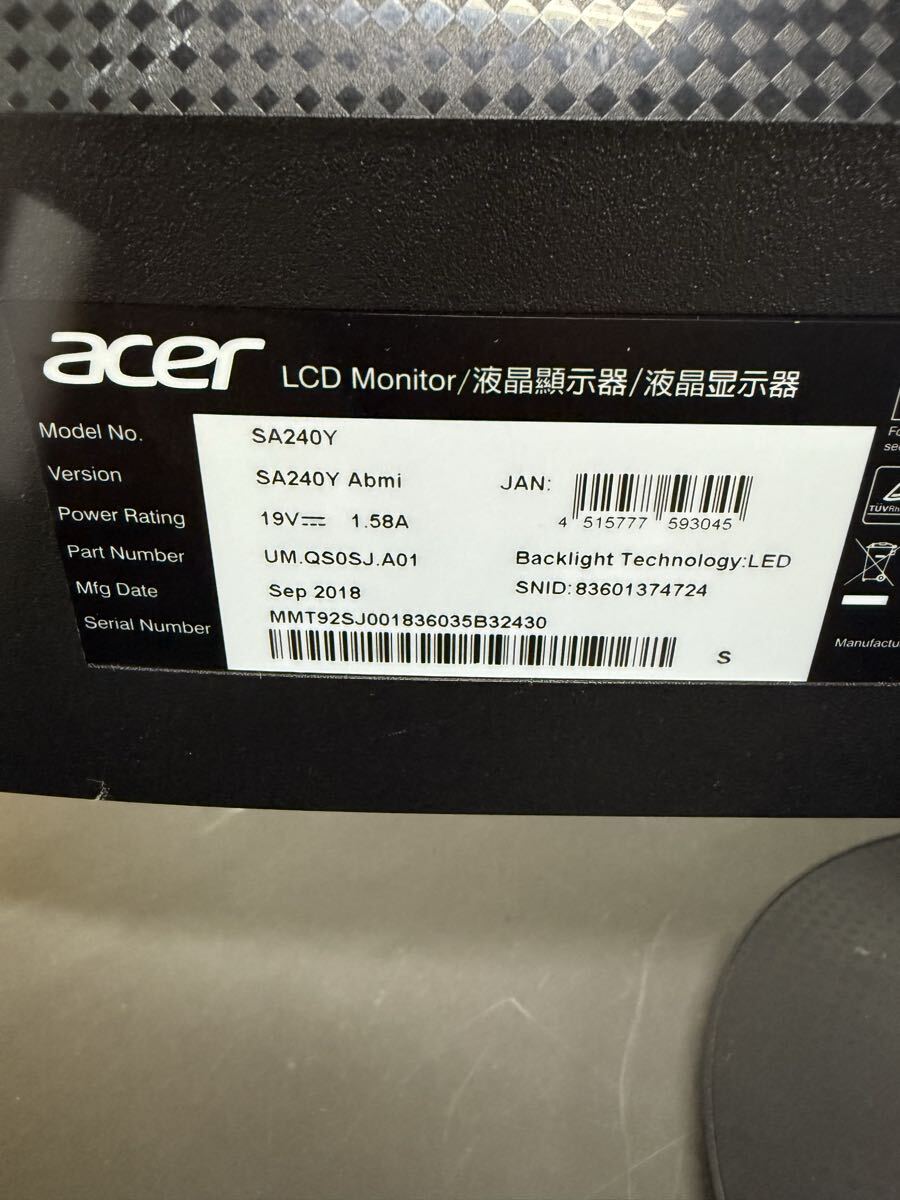 acer LCD Monitor/液晶顯示器/液晶显示器
Model No. SA240Y
Version SA240Y Abmi JAN:
4 515777 593045
Power Rating 19V⎓ 1.58A
Part Number UM.QS0SJ.A01 Backlight Technology:LED
Mfg Date Sep 2018 SNID:83601374724
Serial Number MMT92SJ001836035B32430
S
TÜVRh
Manufactu